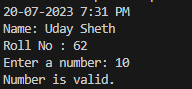 20-07-2023 7:31 PM
Name: Uday Sheth
Roll No : 62
Enter a number: 10
Number is valid.